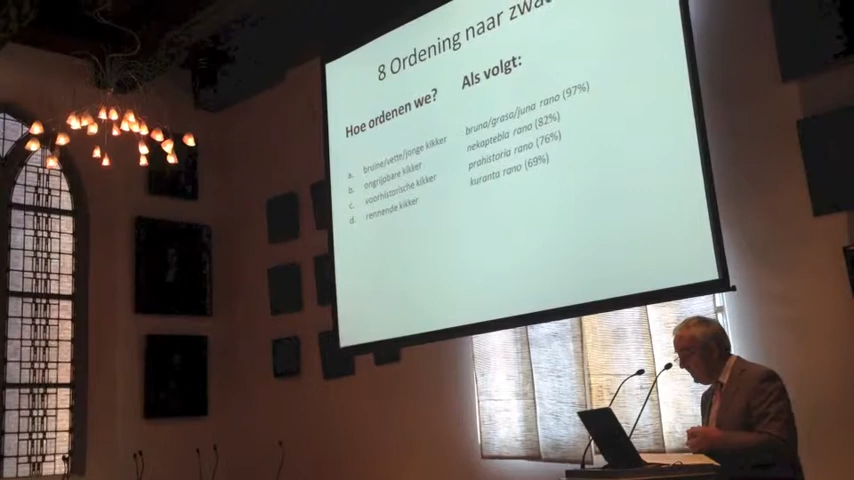 8 Ordening naar zwa
Hoe ordenen we? Als volgt:
a. bruine/vette/jonge kikker bruna/grasa/juna rano (97%)
b. ongrijpbare kikker nekaptebla rano (82%)
c. voorhistorische kikker prahistoria rano (76%)
d. rennende kikker kuranta rano (69%)